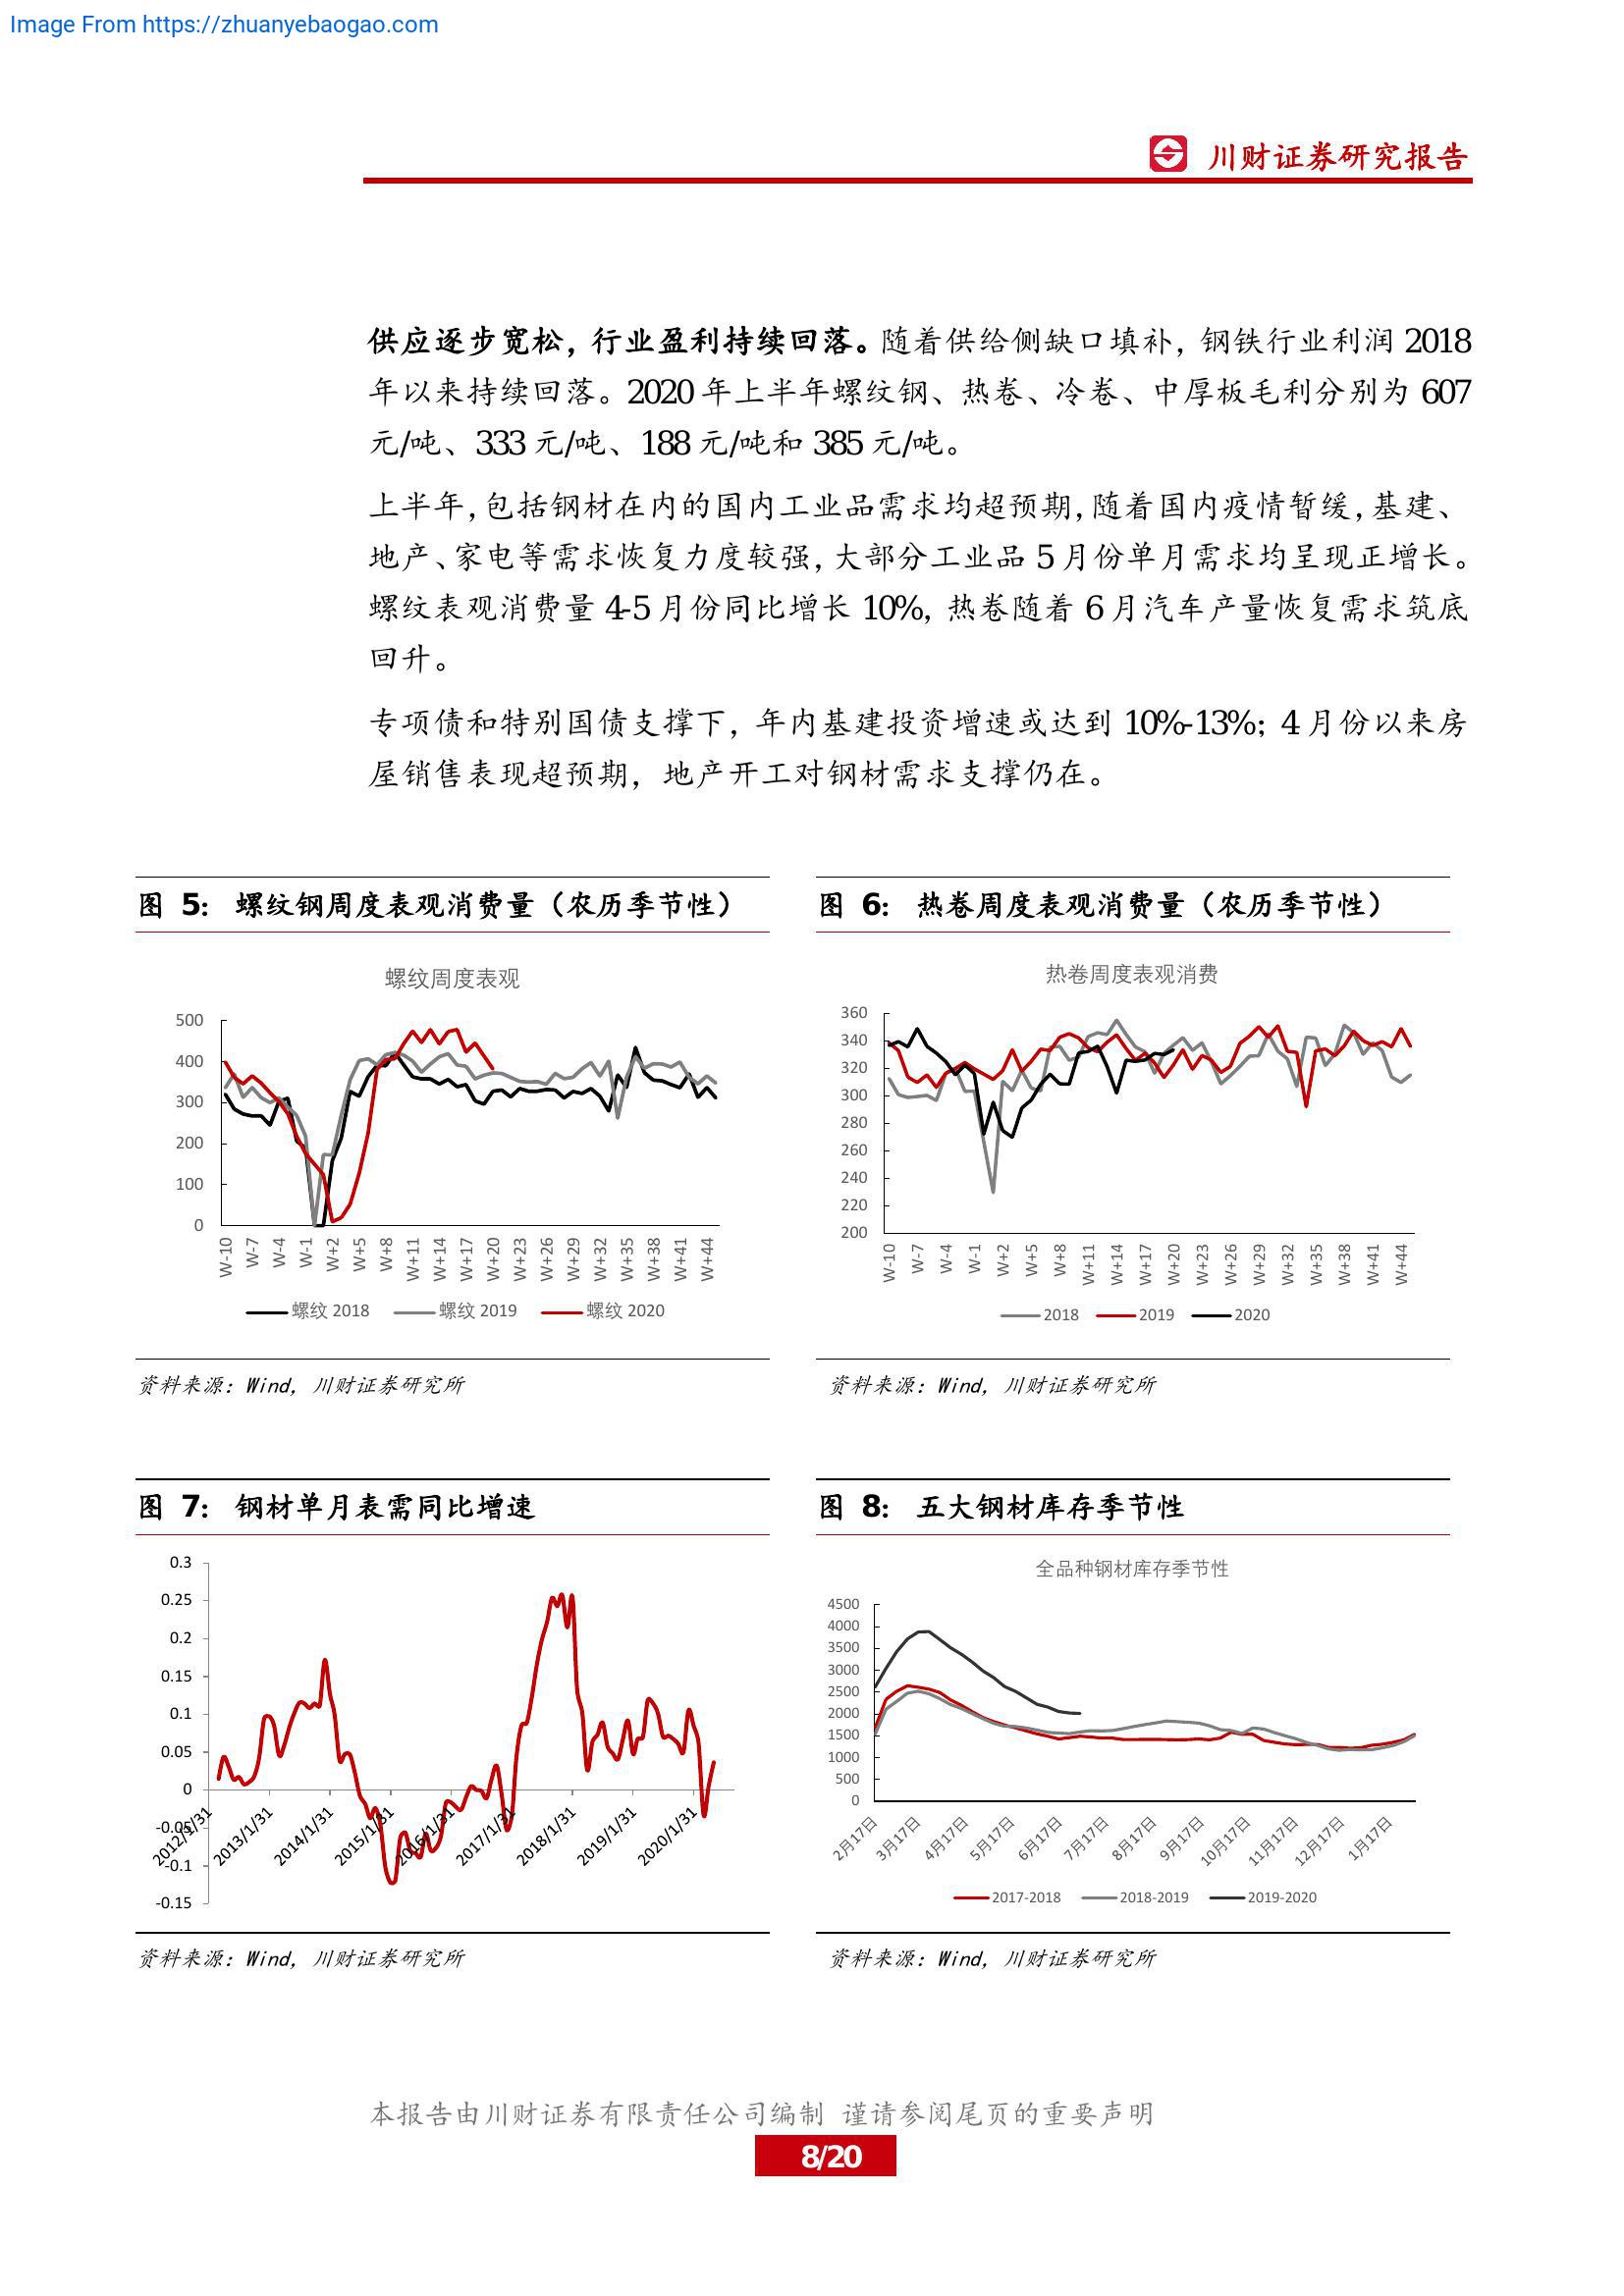 Image From https://zhuanyebaogao.com
川财证券研究报告
供应逐步宽松，行业盈利持续回落。随着供给侧缺口填补，钢铁行业利润 2018
年以来持续回落。2020 年上半年螺纹钢、热卷、冷卷、中厚板毛利分别为 607
元/吨、333 元/吨、188 元/吨和 385 元/吨。
上半年，包括钢材在内的国内工业品需求均超预期，随着国内疫情暂缓，基建、
地产、家电等需求恢复力度较强，大部分工业品 5 月份单月需求均呈现正增长。
螺纹表观消费量 4-5 月份同比增长 10%，热卷随着 6 月汽车产量恢复需求筑底
回升。
专项债和特别国债支撑下，年内基建投资增速或达到 10%-13%；4 月份以来房
屋销售表现超预期，地产开工对钢材需求支撑仍在。
图 5： 螺纹钢周度表观消费量（农历季节性）
螺纹周度表观
500
400
300
200
100
0
W-10 W-7 W-4 W-1 W+2 W+5 W+8 W+11 W+14 W+17 W+20 W+23 W+26 W+29 W+32 W+35 W+38 W+41 W+44
螺纹 2018 螺纹 2019 螺纹 2020
资料来源：Wind，川财证券研究所
图 6： 热卷周度表观消费量（农历季节性）
热卷周度表观消费
360
340
320
300
280
260
240
220
200
W-10 W-7 W-4 W-1 W+2 W+5 W+8 W+11 W+14 W+17 W+20 W+23 W+26 W+29 W+32 W+35 W+38 W+41 W+44
2018 2019 2020
资料来源：Wind，川财证券研究所
图 7： 钢材单月表需同比增速
0.3
0.25
0.2
0.15
0.1
0.05
0
-0.05
-0.1
-0.15
2012/1/31 2013/1/31 2014/1/31 2015/1/31 2016/1/31 2017/1/31 2018/1/31 2019/1/31 2020/1/31
资料来源：Wind，川财证券研究所
图 8： 五大钢材库存季节性
全品种钢材库存季节性
4500
4000
3500
3000
2500
2000
1500
1000
500
0
2月17日 3月17日 4月17日 5月17日 6月17日 7月17日 8月17日 9月17日 10月17日 11月17日 12月17日 1月17日
2017-2018 2018-2019 2019-2020
资料来源：Wind，川财证券研究所
本报告由川财证券有限责任公司编制 谨请参阅尾页的重要声明
8/20